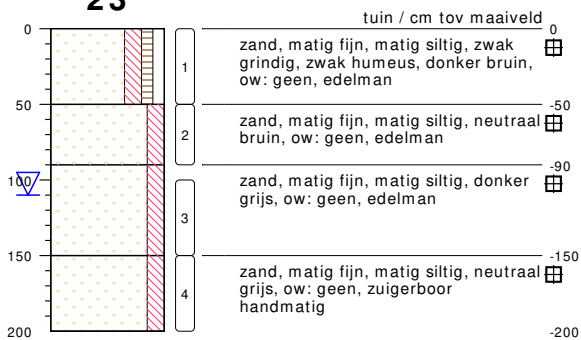 23
tuin / cm tov maaiveld
0
0
zand, matig fijn, matig siltig, zwak
grindig, zwak humeus, donker bruin,
ow: geen, edelman
1
50
-50
zand, matig fijn, matig siltig, neutraal
bruin, ow: geen, edelman
2
-90
100
zand, matig fijn, matig siltig, donker
grijs, ow: geen, edelman
3
150
-150
zand, matig fijn, matig siltig, neutraal
grijs, ow: geen, zuigerboor
handmatig
4
200
-200